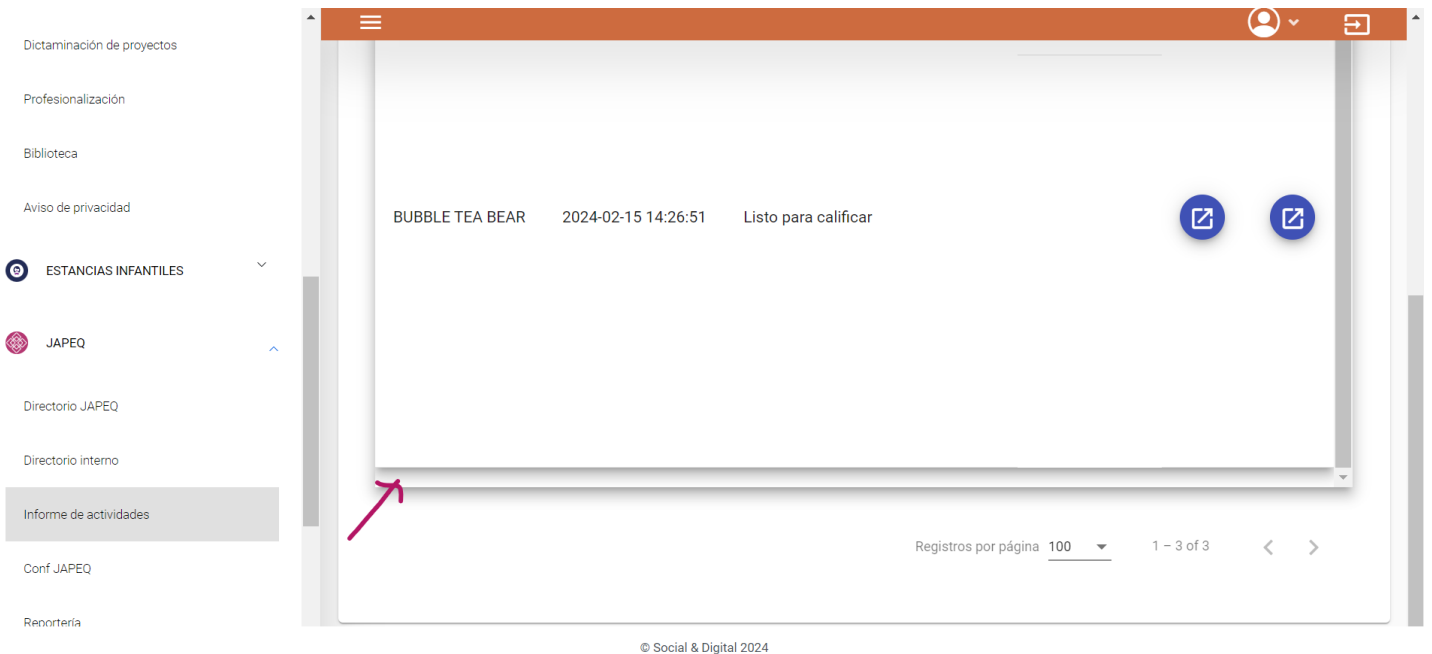 Dictaminación de proyectos
Profesionalización
Biblioteca
Aviso de privacidad
ESTANCIAS INFANTILES
JAPEQ
Directorio JAPEQ
Directorio interno
Informe de actividades
Conf JAPEQ
Reportería
BUBBLE TEA BEAR 2024-02-15 14:26:51 Listo para calificar
Registros por página 100 1 – 3 of 3
© Social & Digital 2024